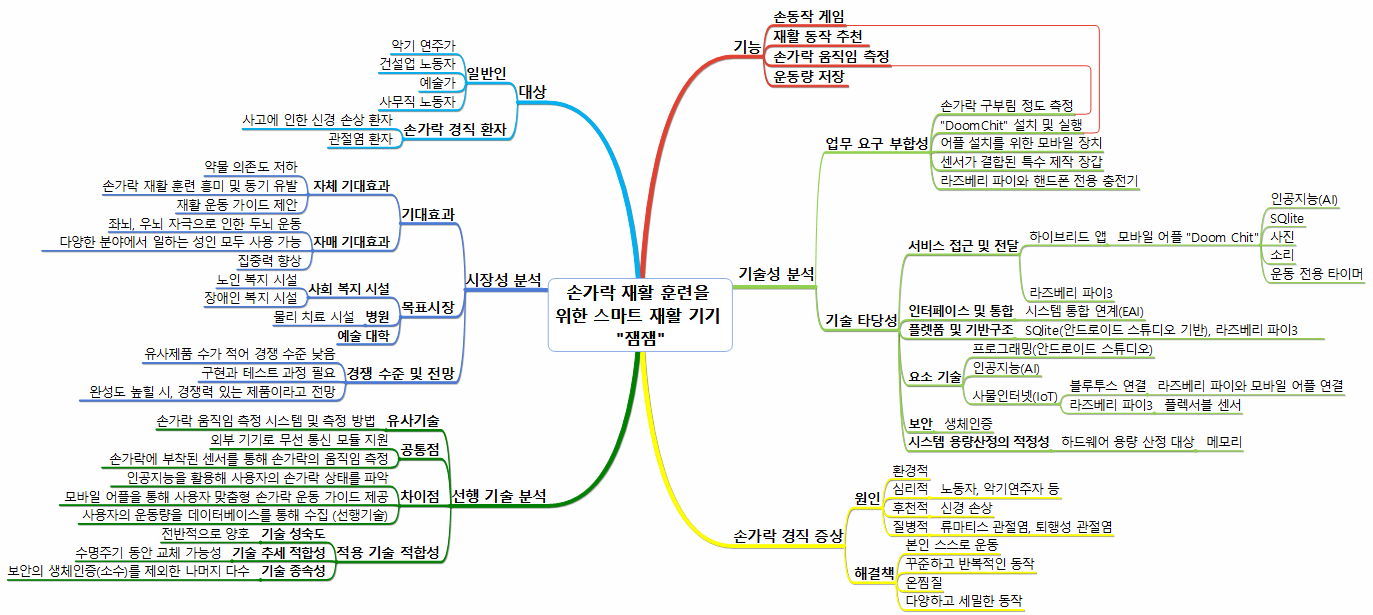 손가락 재활 훈련을
위한 스마트 재활 기기
"잼잼"
기능
손동작 게임
재활 동작 추천
손가락 움직임 측정
운동량 저장
기술성 분석
업무 요구 부합성
손가락 구부림 정도 측정
"DoomChit" 설치 및 실행
어플 설치를 위한 모바일 장치
센서가 결합된 특수 제작 장갑
라즈베리 파이와 핸드폰 전용 충전기
기술 타당성
서비스 접근 및 전달
하이브리드 앱
모바일 어플 "Doom Chit"
인공지능(AI)
SQlite
사진
소리
운동 전용 타이머
라즈베리 파이3
인터페이스 및 통합
시스템 통합 연계(EAI)
플렛폼 및 기반구조
SQlite(안드로이드 스튜디오 기반), 라즈베리 파이3
요소 기술
프로그래밍(안드로이드 스튜디오)
인공지능(AI)
사물인터넷(IoT)
블루투스 연결
라즈베리 파이와 모바일 어플 연결
라즈베리 파이3
플렉서블 센서
보안
생체인증
시스템 용량산정의 적정성
하드웨어 용량 산정 대상
메모리
손가락 경직 증상
원인
환경적
심리적
노동자, 악기연주자 등
후천적
신경 손상
질병적
류마티스 관절염, 퇴행성 관절염
해결책
본인 스스로 운동
꾸준하고 반복적인 동작
온찜질
다양하고 세밀한 동작
대상
일반인
악기 연주가
건설업 노동자
예술가
사무직 노동자
손가락 경직 환자
사고에 인한 신경 손상 환자
관절염 환자
시장성 분석
기대효과
자체 기대효과
약물 의존도 저하
손가락 재활 훈련 흥미 및 동기 유발
재활 운동 가이드 제안
자매 기대효과
좌뇌, 우뇌 자극으로 인한 두뇌 운동
다양한 분야에서 일하는 성인 모두 사용 가능
집중력 향상
목표시장
사회 복지 시설
노인 복지 시설
장애인 복지 시설
병원
물리 치료 시설
예술 대학
경쟁 수준 및 전망
유사제품 수가 적어 경쟁 수준 낮음
구현과 테스트 과정 필요
완성도 높힐 시, 경쟁력 있는 제품이라고 전망
선행 기술 분석
유사기술
손가락 움직임 측정 시스템 및 측정 방법
공통점
외부 기기로 무선 통신 모듈 지원
손가락에 부착된 센서를 통해 손가락의 움직임 측정
차이점
인공지능을 활용해 사용자의 손가락 상태를 파악
모바일 어플을 통해 사용자 맞춤형 손가락 운동 가이드 제공
사용자의 운동량을 데이터베이스를 통해 수집 (선행기술)
적용 기술 적합성
기술 성숙도
전반적으로 양호
기술 추세 적합성
수명주기 동안 교체 가능성
기술 종속성
보안의 생체인증(소수)를 제외한 나머지 다수